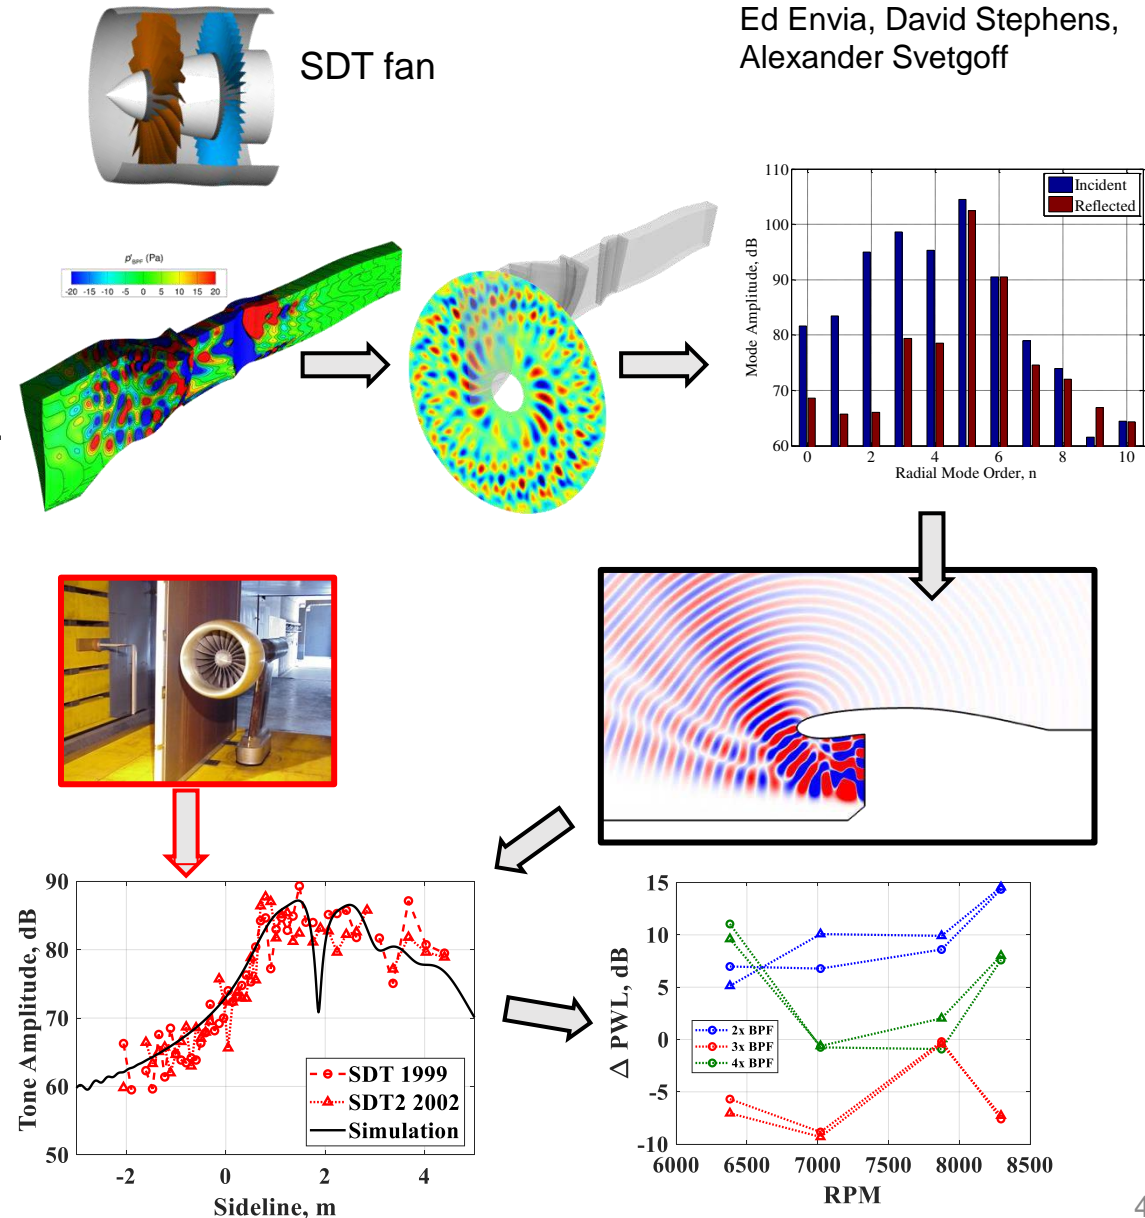 Ed Envia, David Stephens,
Alexander Svetgoff
SDT fan
p'BPF (Pa)
-20 -15 -10 -5 0 5 10 15 20
110
100
90
80
70
60
Mode Amplitude, dB
Incident
Reflected
0 2 4 6 8 10
Radial Mode Order, n
90
80
70
60
50
Tone Amplitude, dB
SDT 1999
SDT2 2002
Simulation
-2 0 2 4
Sideline, m
15
10
5
0
-5
-10
Δ PWL, dB
2x BPF
3x BPF
4x BPF
6000 6500 7000 7500 8000 8500
RPM
4